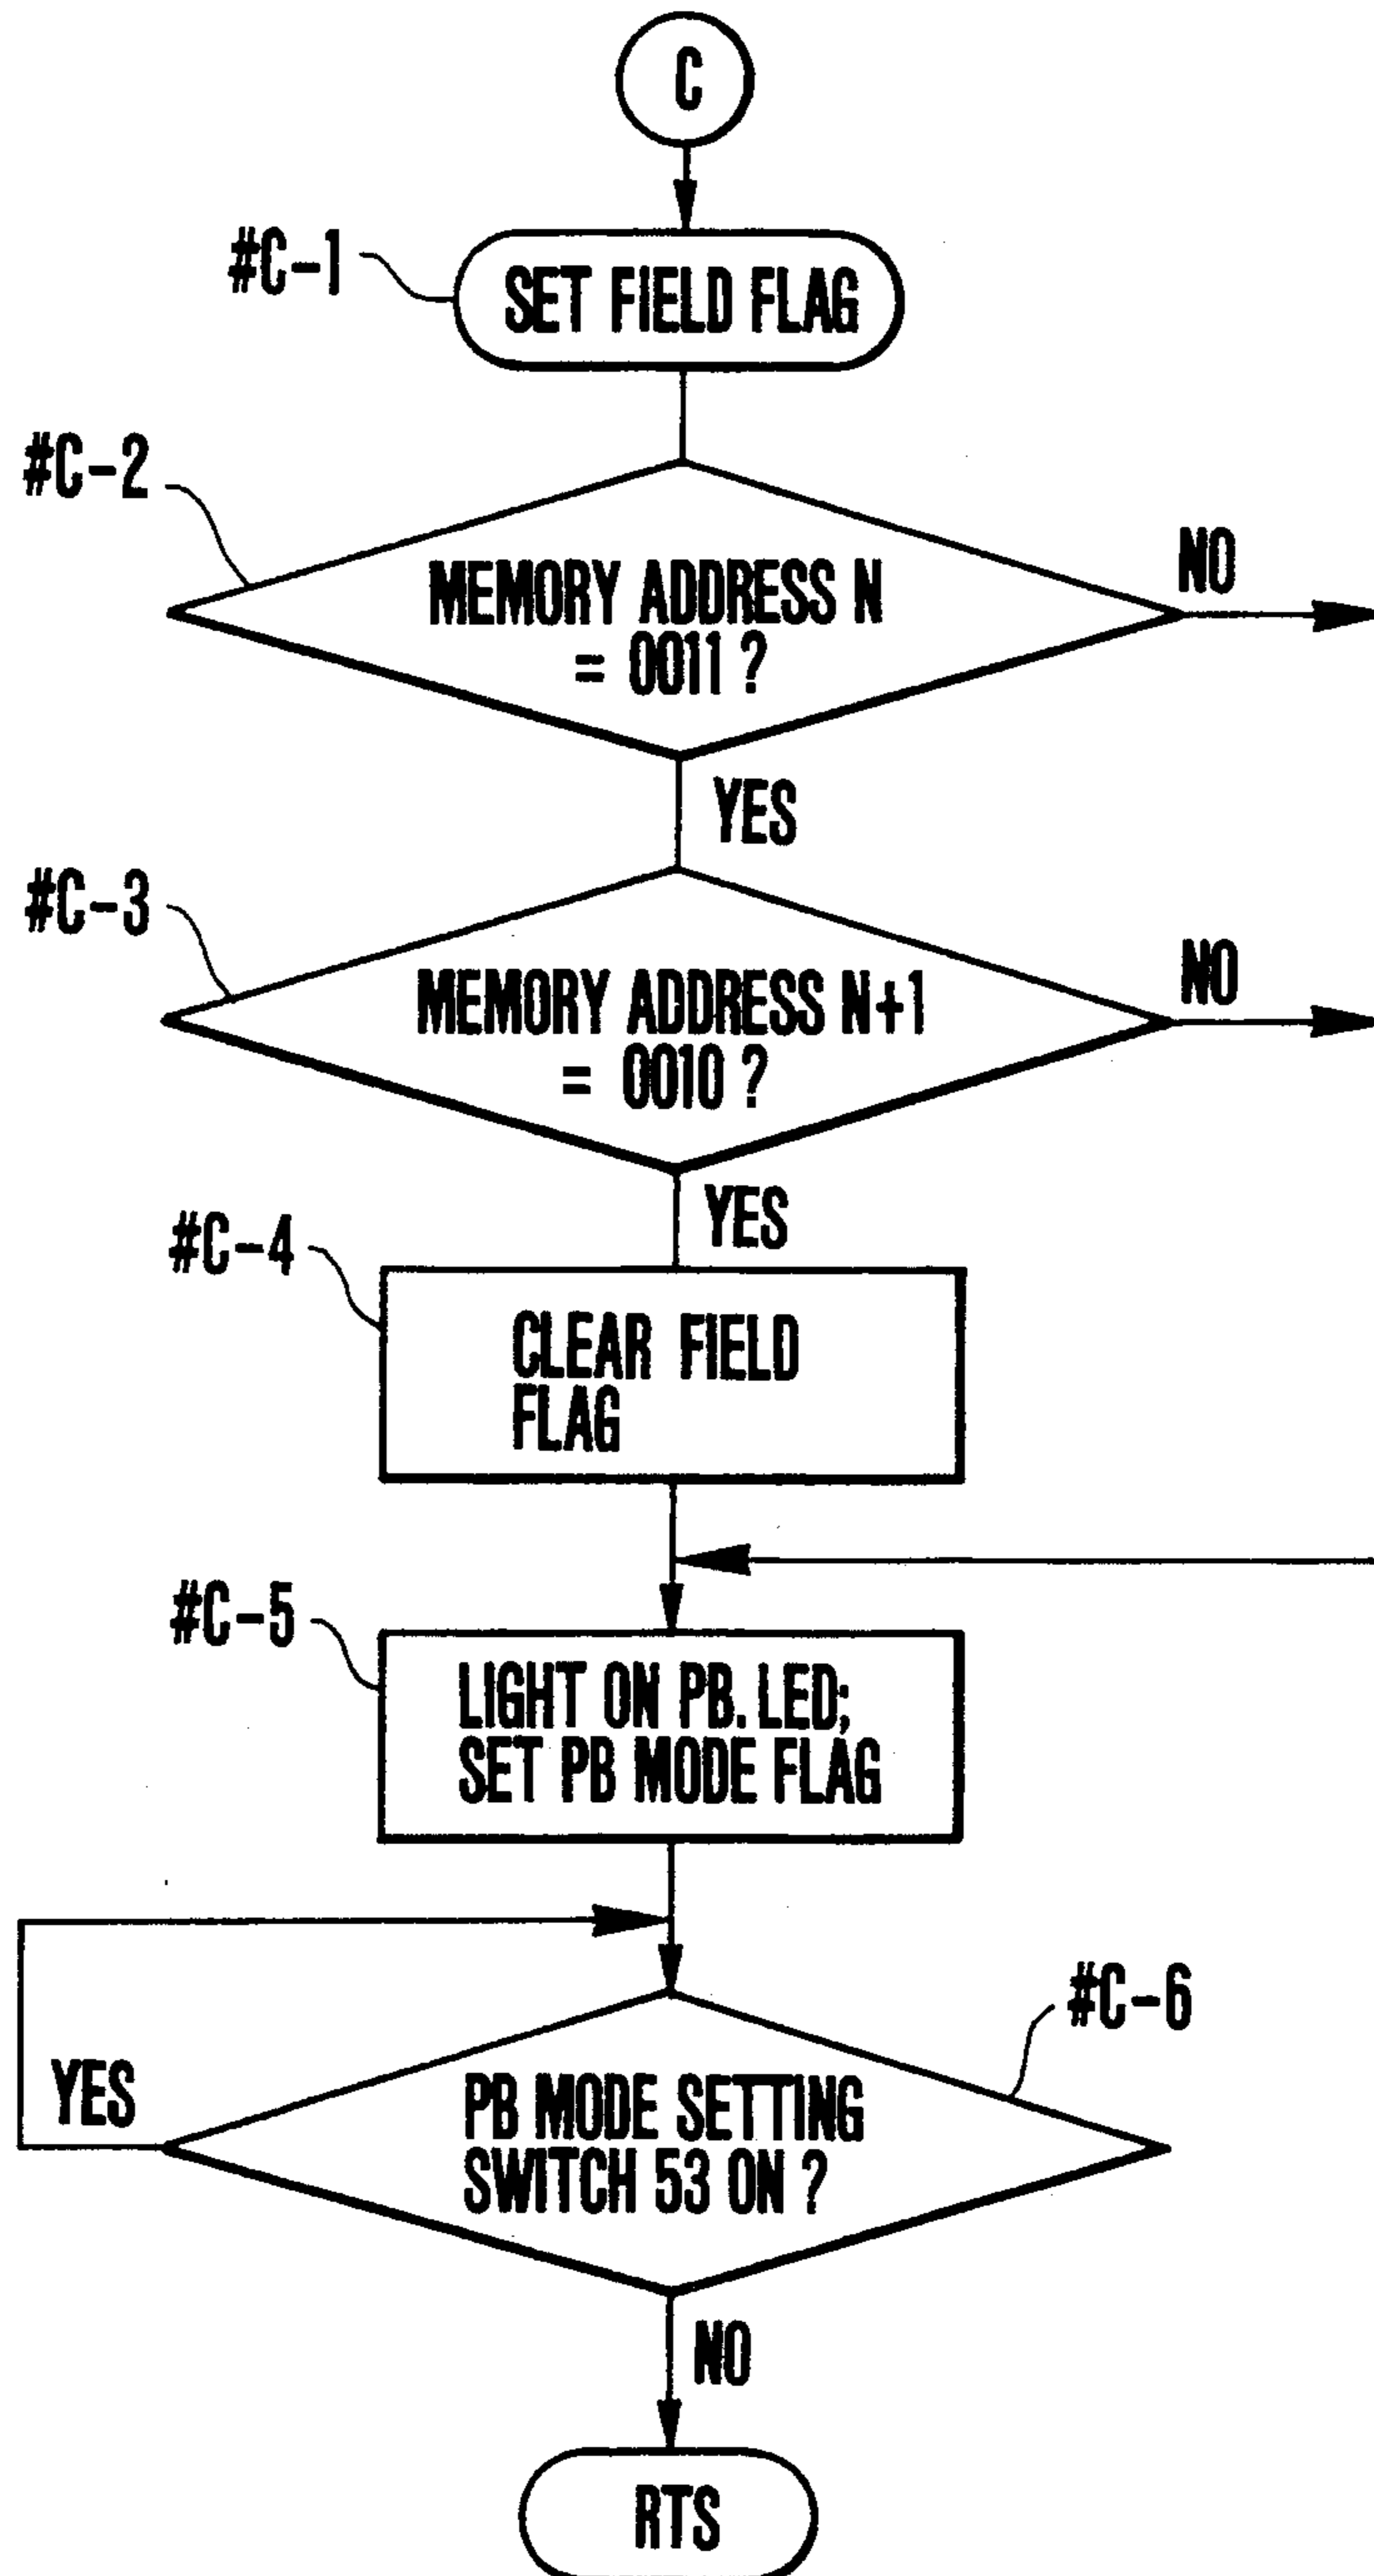 C
#C-1
SET FIELD FLAG
#C-2
MEMORY ADDRESS N
= 0011 ?
NO
YES
#C-3
MEMORY ADDRESS N+1
= 0010 ?
NO
YES
#C-4
CLEAR FIELD
FLAG
#C-5
LIGHT ON PB. LED;
SET PB MODE FLAG
#C-6
YES
PB MODE SETTING
SWITCH 53 ON ?
NO
RTS